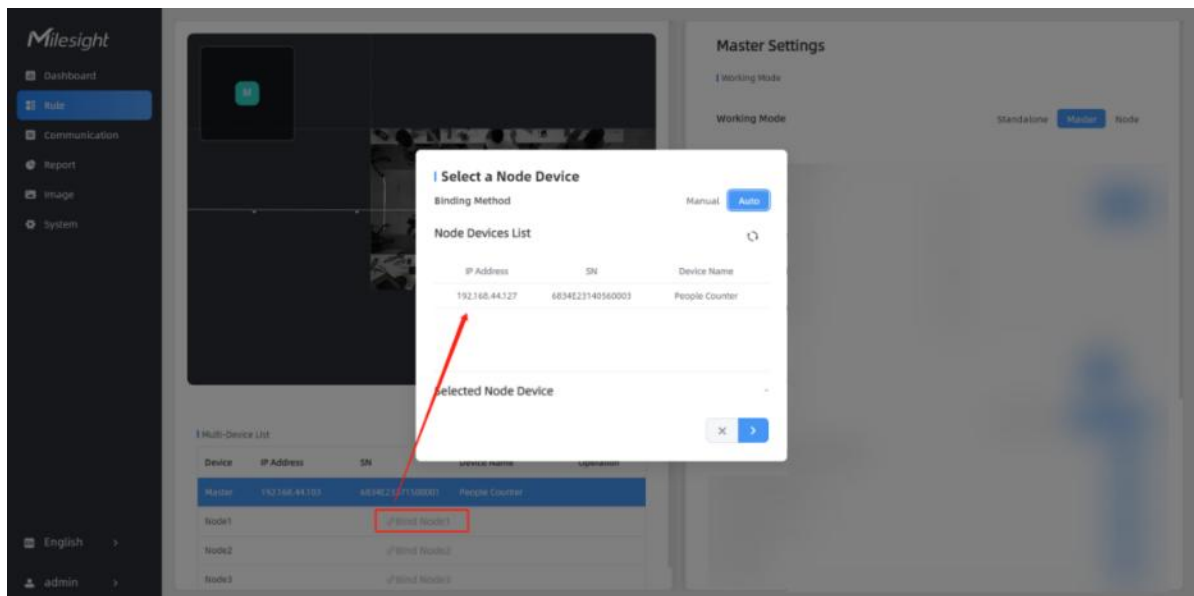 Milesight
Dashboard
Rule
Communication
Report
Image
System
English >
admin >
M
Multi-Device List
Device IP Address SN Device Name Operation
Master 192.168.44.103 People Counter
Node1 Bind Node1
Node2 Bind Node2
Node3 Bind Node3
Select a Node Device
Binding Method Manual Auto
Node Devices List
IP Address SN Device Name
192.168.44.127 6834E23140560003 People Counter
Selected Node Device -
Master Settings
Working Mode
Working Mode Standalone Master Node